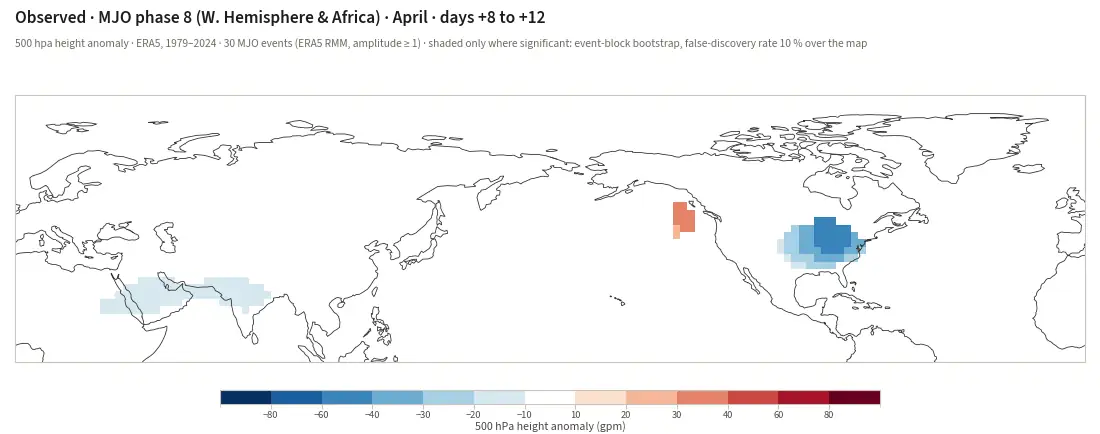 Observed · MJO phase 8 (W. Hemisphere & Africa) · April · days +8 to +12
500 hpa height anomaly · ERA5, 1979–2024 · 30 MJO events (ERA5 RMM, amplitude ≥ 1) · shaded only where significant: event-block bootstrap, false-discovery rate 10 % over the map
−80 −60 −40 −30 −20 −10 10 20 30 40 60 80
500 hpa height anomaly (gpm)